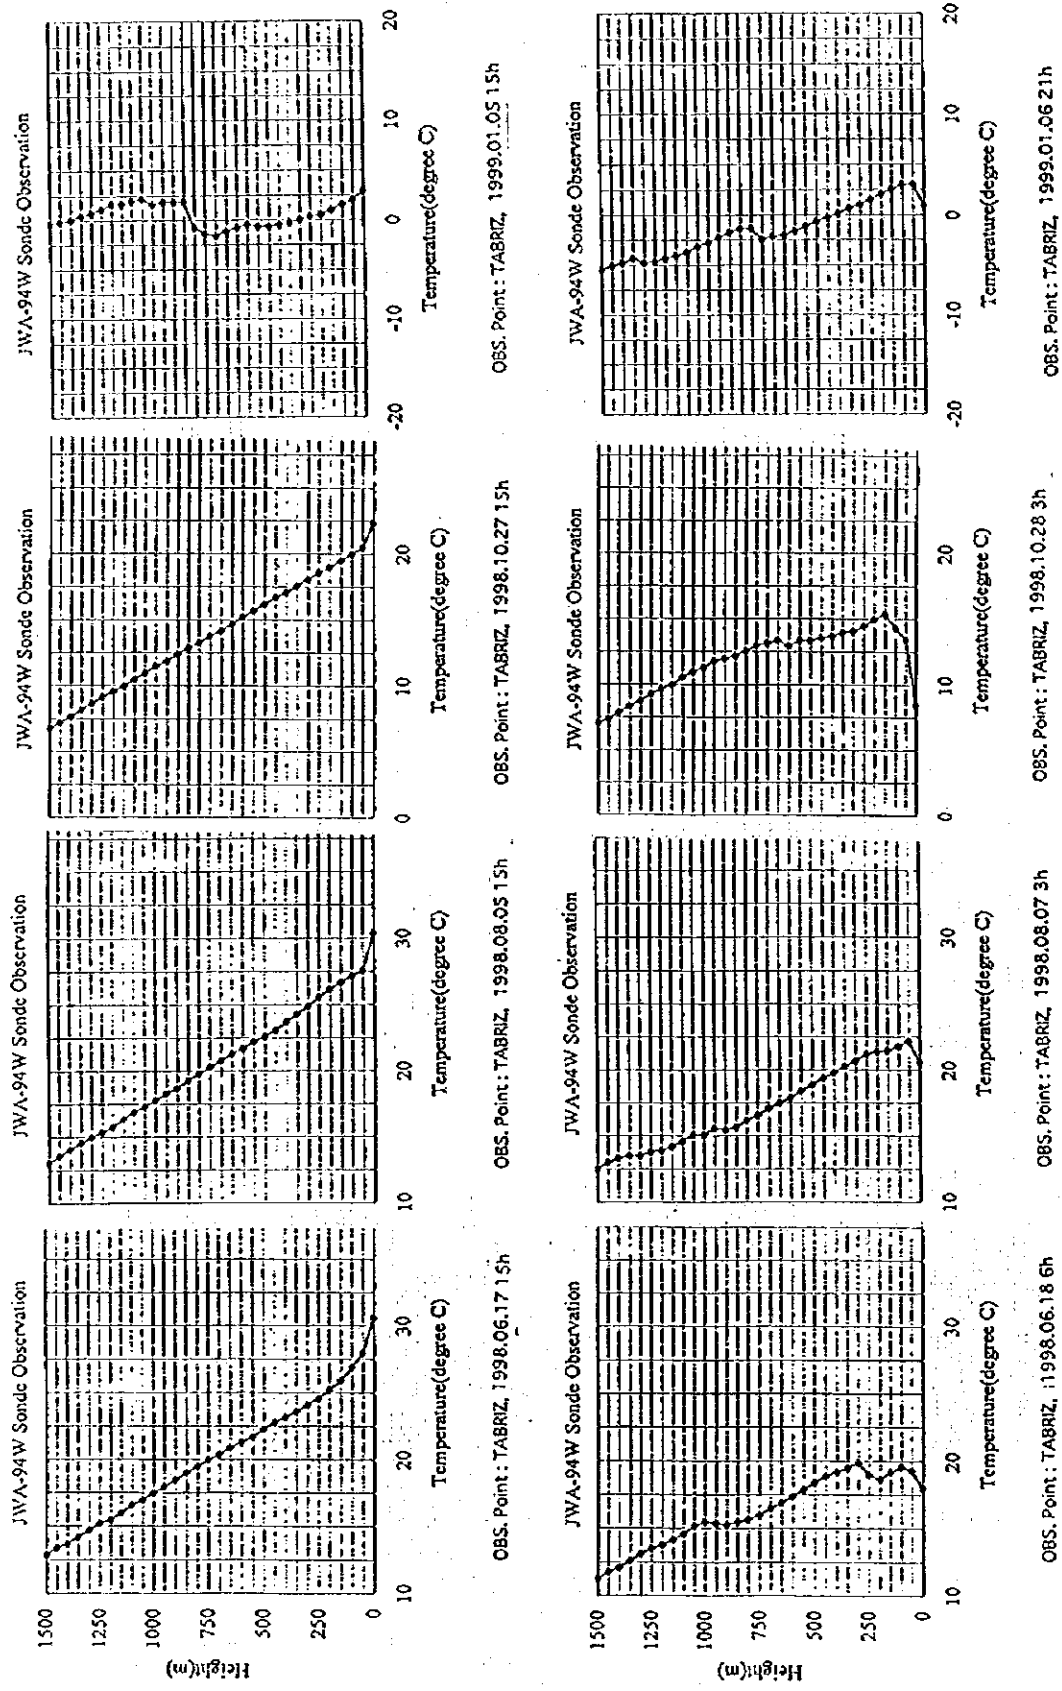 JWA-94W Sonde Observation
Height(m)
1500
1250
1000
750
500
250
0
10
20
30
Temperature(degree C)
OBS. Point : TABRIZ, 1998.06.17 15h
JWA-94W Sonde Observation
10
20
30
Temperature(degree C)
OBS. Point : TABRIZ, 1998.08.05 15h
JWA-94W Sonde Observation
0
10
20
Temperature(degree C)
OBS. Point : TABRIZ, 1998.10.27 15h
JWA-94W Sonde Observation
-20
-10
0
10
20
Temperature(degree C)
OBS. Point : TABRIZ, 1999.01.05 15h
JWA-94W Sonde Observation
Height(m)
1500
1250
1000
750
500
250
0
10
20
30
Temperature(degree C)
OBS. Point : TABRIZ, 1998.06.18 6h
JWA-94W Sonde Observation
10
20
30
Temperature(degree C)
OBS. Point : TABRIZ, 1998.08.07 3h
JWA-94W Sonde Observation
0
10
20
Temperature(degree C)
OBS. Point : TABRIZ, 1998.10.28 3h
JWA-94W Sonde Observation
-20
-10
0
10
20
Temperature(degree C)
OBS. Point : TABRIZ, 1999.01.06 21h